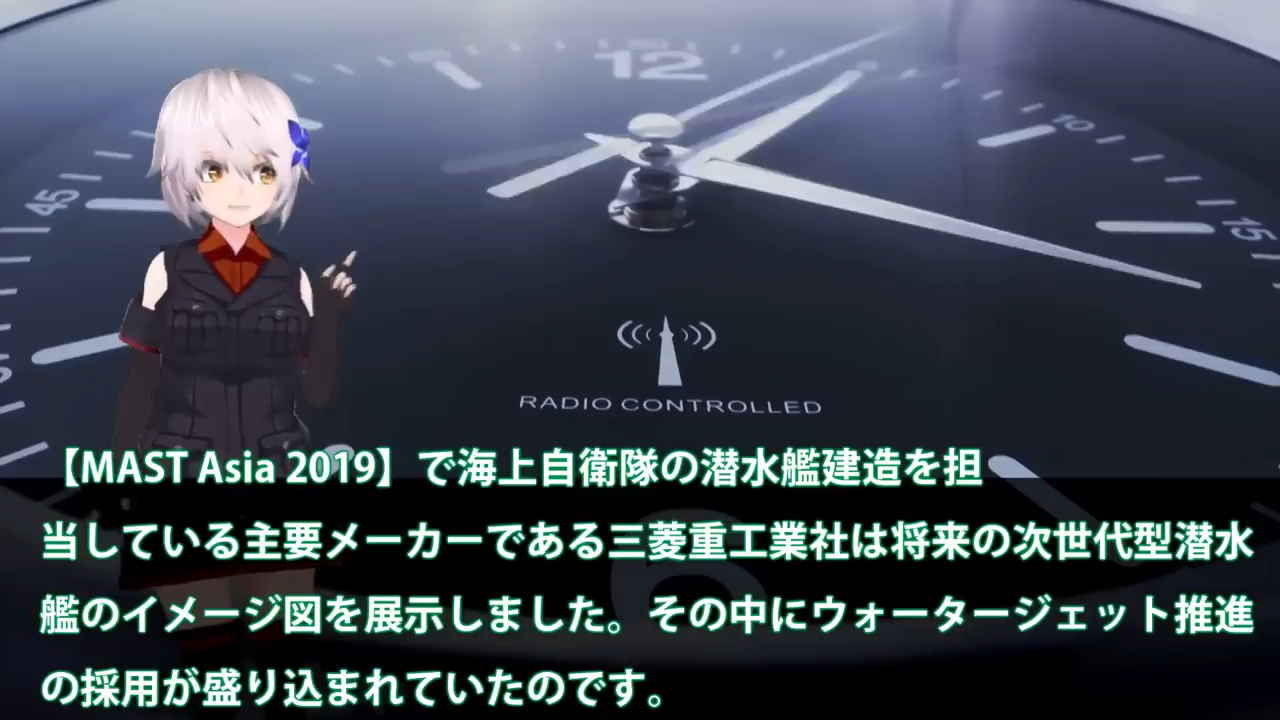 12
10
45
15
RADIO CONTROLLED
【MAST Asia 2019】で海上自衛隊の潜水艦建造を担
当している主要メーカーである三菱重工業社は将来の次世代型潜水
艦のイメージ図を展示しました。その中にウォータージェット推進
の採用が盛り込まれていたのです。
6